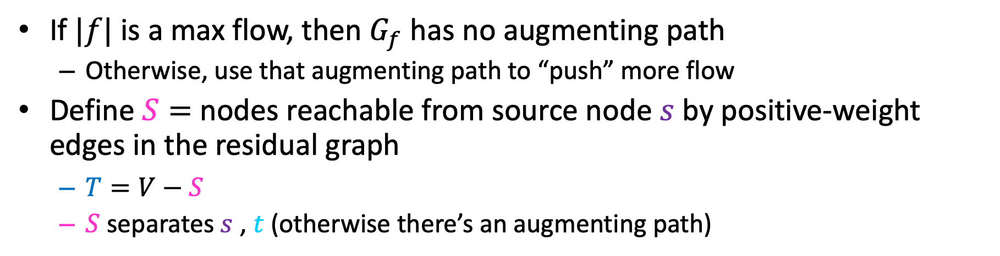 • If |𝑓| is a max flow, then 𝐺𝑓 has no augmenting path
– Otherwise, use that augmenting path to “push” more flow
• Define 𝑆 = nodes reachable from source node 𝑠 by positive-weight
edges in the residual graph
– 𝑇 = 𝑉 − 𝑆
– 𝑆 separates 𝑠 , 𝑡 (otherwise there’s an augmenting path)